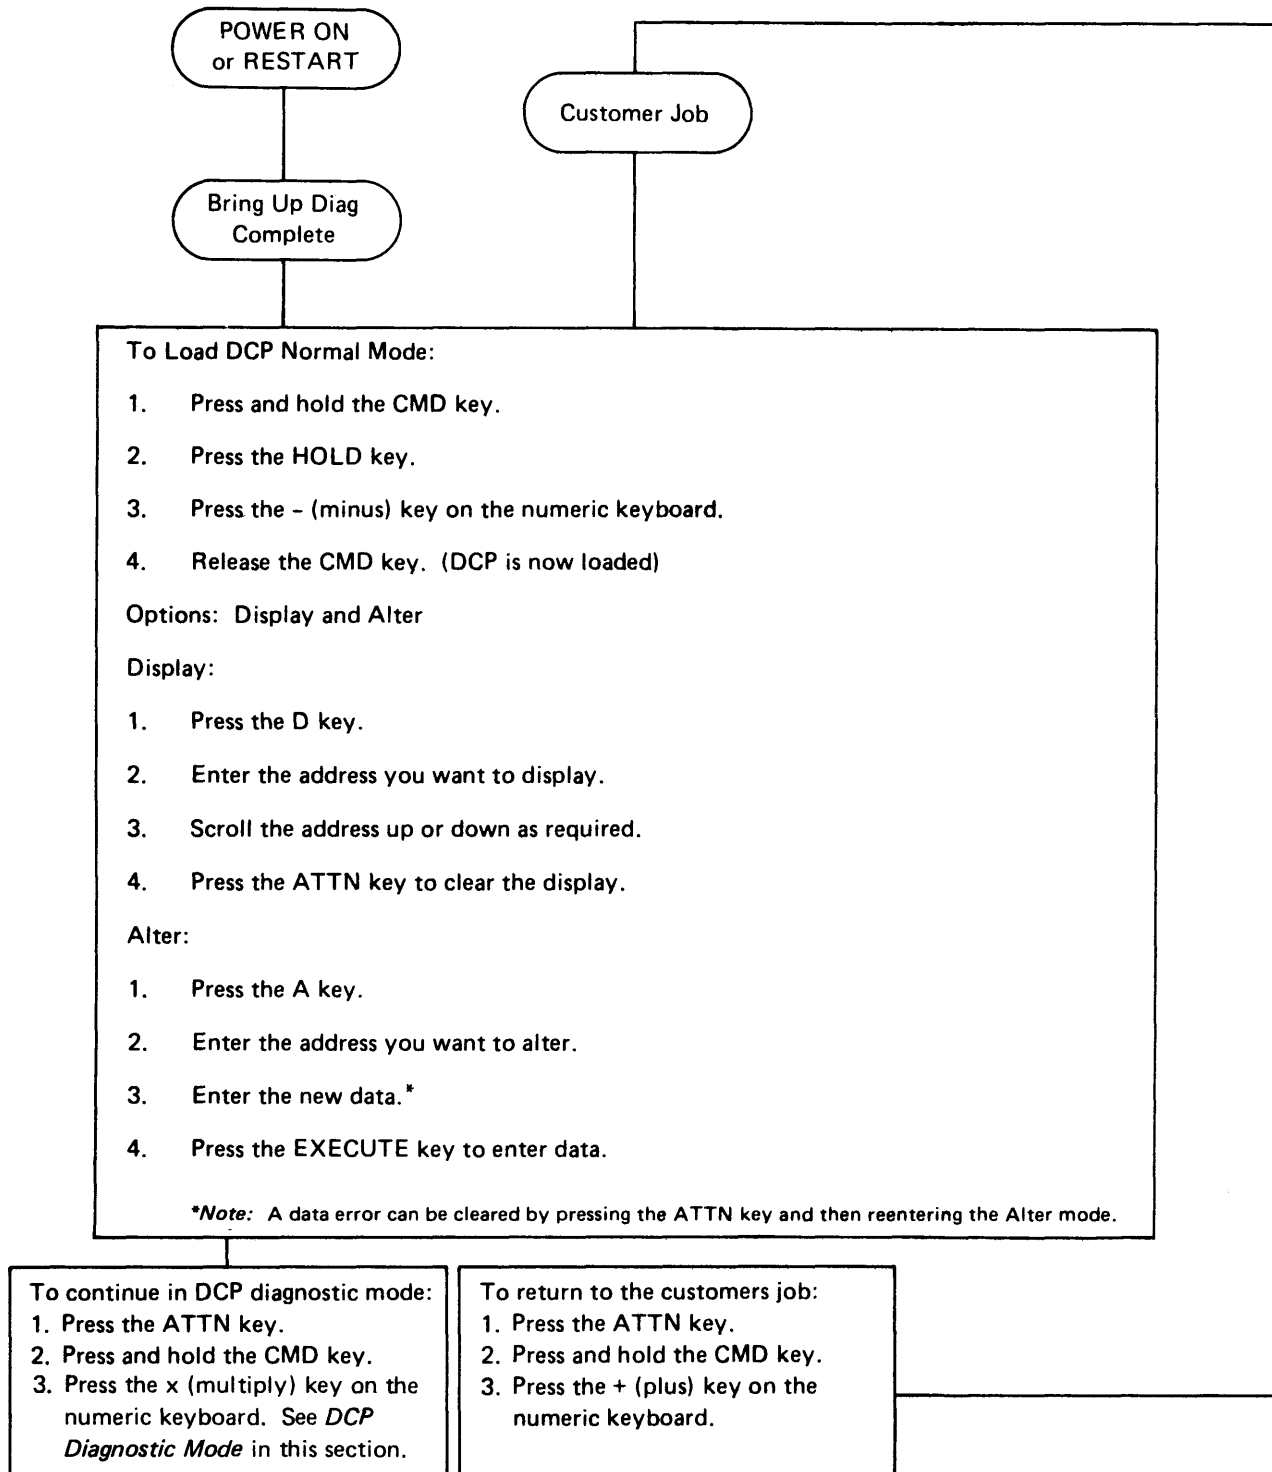 POWER ON
or RESTART
Customer Job
Bring Up Diag
Complete
To Load DCP Normal Mode:
1. Press and hold the CMD key.
2. Press the HOLD key.
3. Press the – (minus) key on the numeric keyboard.
4. Release the CMD key. (DCP is now loaded)
Options: Display and Alter
Display:
1. Press the D key.
2. Enter the address you want to display.
3. Scroll the address up or down as required.
4. Press the ATTN key to clear the display.
Alter:
1. Press the A key.
2. Enter the address you want to alter.
3. Enter the new data.*
4. Press the EXECUTE key to enter data.
*Note: A data error can be cleared by pressing the ATTN key and then reentering the Alter mode.
To continue in DCP diagnostic mode:
1. Press the ATTN key.
2. Press and hold the CMD key.
3. Press the x (multiply) key on the
numeric keyboard. See DCP
Diagnostic Mode in this section.
To return to the customers job:
1. Press the ATTN key.
2. Press and hold the CMD key.
3. Press the + (plus) key on the
numeric keyboard.